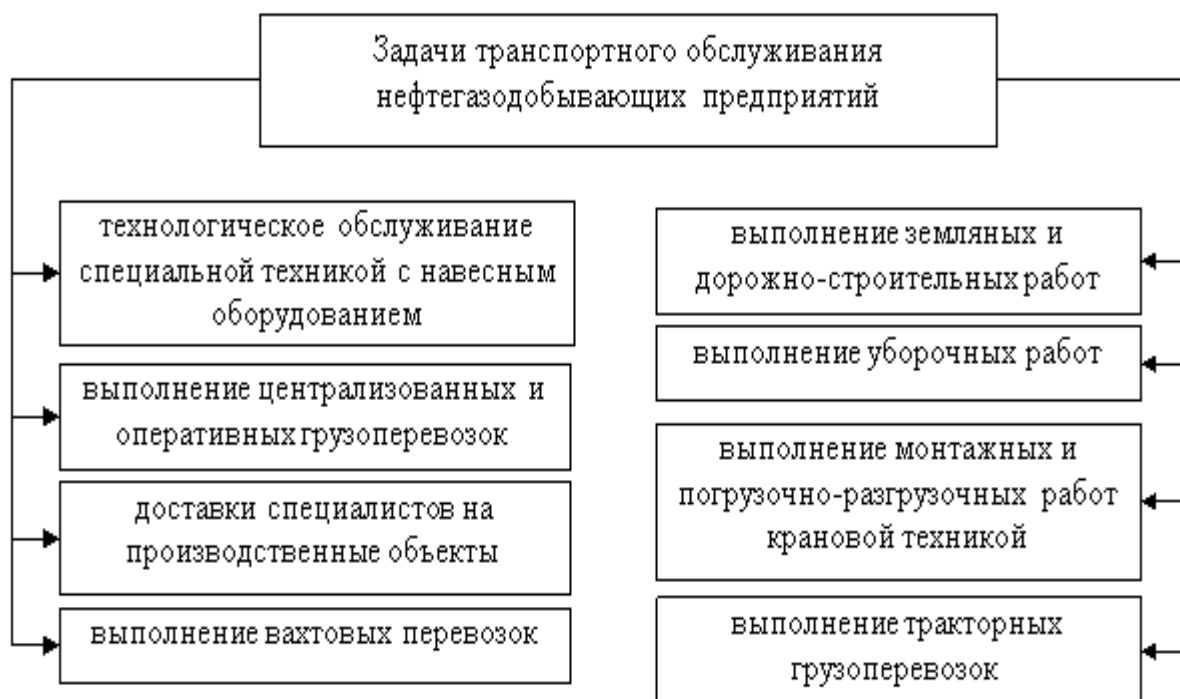 Задачи транспортного обслуживания
нефтегазодобывающих предприятий
технологическое обслуживание
специальной техникой с навесным
оборудованием
выполнение централизованных и
оперативных грузоперевозок
доставки специалистов на
производственные объекты
выполнение вахтовых перевозок
выполнение земляных и
дорожно-строительных работ
выполнение уборочных работ
выполнение монтажных и
погрузочно-разгрузочных работ
крановой техникой
выполнение тракторных
грузоперевозок